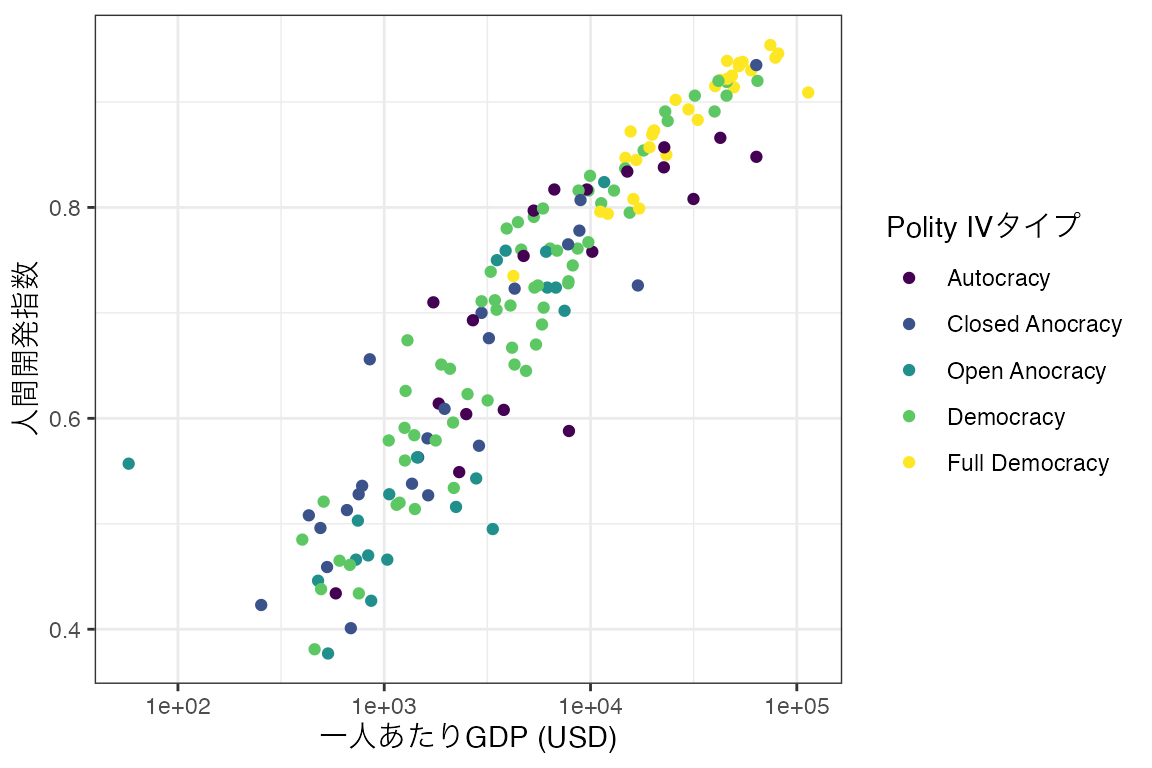 人間開発指数
0.8
0.6
0.4
1e+02
1e+03
1e+04
1e+05
一人あたりGDP (USD)
Polity IVタイプ
Autocracy
Closed Anocracy
Open Anocracy
Democracy
Full Democracy